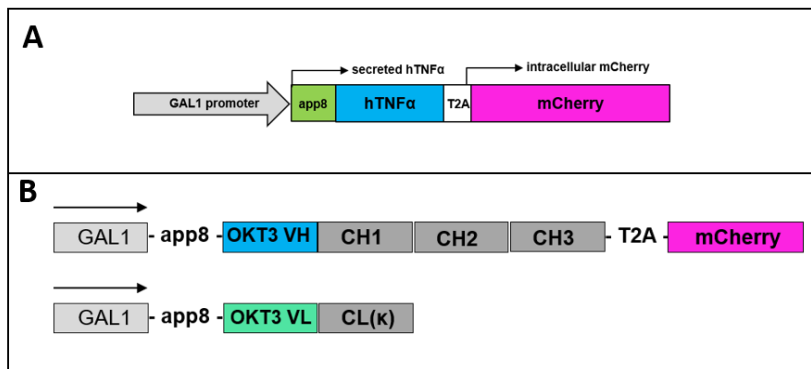 A
secreted hTNFα
intracellular mCherry
GAL1 promoter
app8
hTNFα
T2A
mCherry
B
GAL1 - app8 - OKT3 VH CH1 CH2 CH3 - T2A - mCherry
GAL1 - app8 - OKT3 VL CL(κ)